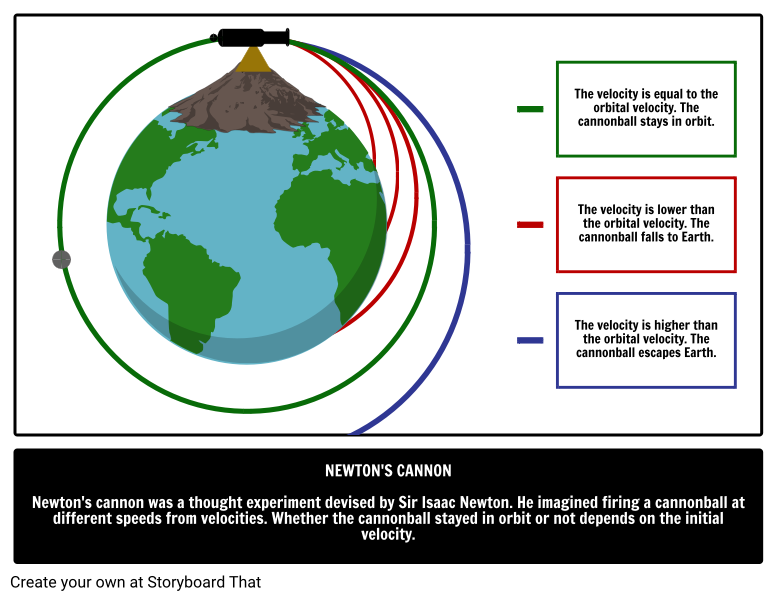 The velocity is equal to the
orbital velocity. The
cannonball stays in orbit.
The velocity is lower than
the orbital velocity. The
cannonball falls to Earth.
The velocity is higher than
the orbital velocity. The
cannonball escapes Earth.
NEWTON'S CANNON
Newton's cannon was a thought experiment devised by Sir Isaac Newton. He imagined firing a cannonball at
different speeds from velocities. Whether the cannonball stayed in orbit or not depends on the initial
velocity.
Create your own at Storyboard That